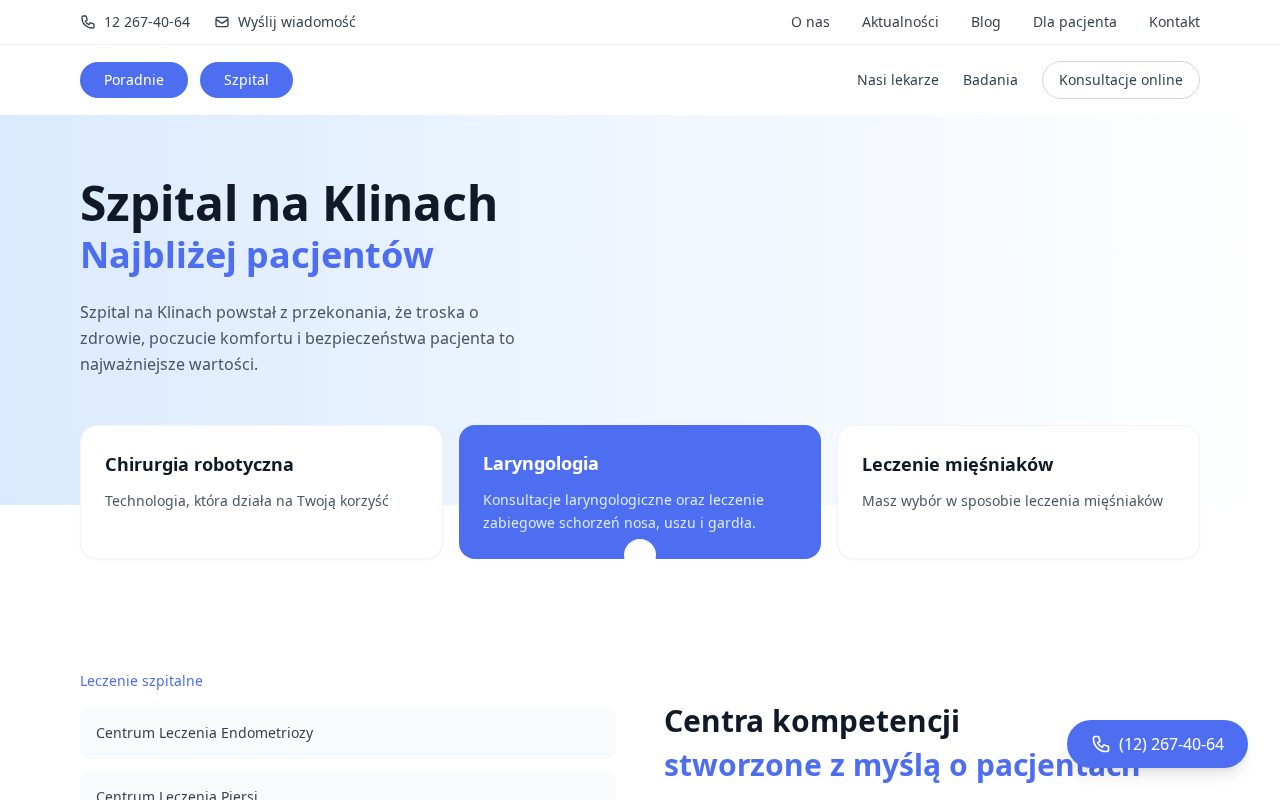 12 267-40-64
Wyślij wiadomość
O nas
Aktualności
Blog
Dla pacjenta
Kontakt
Poradnie
Szpital
Nasi lekarze
Badania
Konsultacje online
Szpital na Klinach
Najbliżej pacjentów
Szpital na Klinach powstał z przekonania, że troska o
zdrowie, poczucie komfortu i bezpieczeństwa pacjenta to
najważniejsze wartości.
Chirurgia robotyczna
Technologia, która działa na Twoją korzyść
Laryngologia
Konsultacje laryngologiczne oraz leczenie
zabiegowe schorzeń nosa, uszu i gardła.
Leczenie mięśniaków
Masz wybór w sposobie leczenia mięśniaków
Leczenie szpitalne
Centrum Leczenia Endometriozy
Centrum Leczenia Piersi
Centra kompetencji
stworzone z myślą o pacjentach
(12) 267-40-64